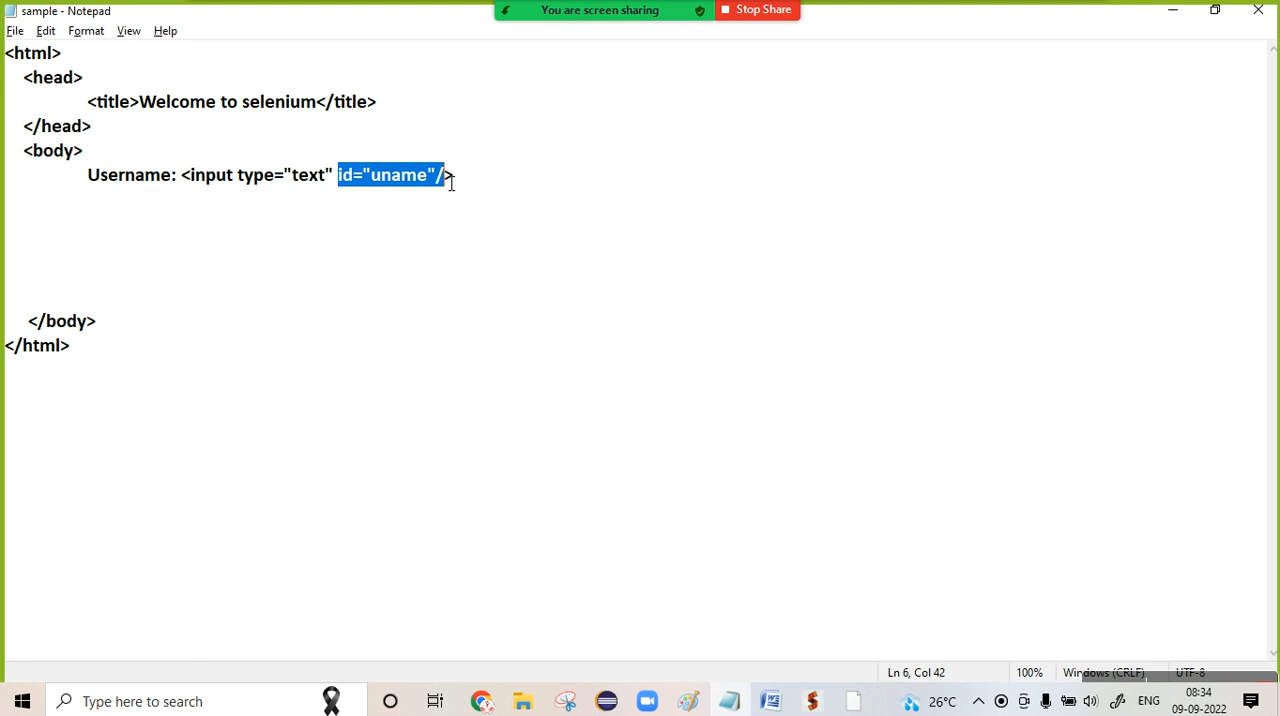 sample - Notepad
You are screen sharing
Stop Share
File Edit Format View Help
<html>
<head>
<title>Welcome to selenium</title>
</head>
<body>
Username: <input type="text" id="uname"/>
</body>
</html>
Ln 6, Col 42
100%
Windows (CRLF)
UTF-8
Type here to search
26°C
ENG
08:34
09-09-2022